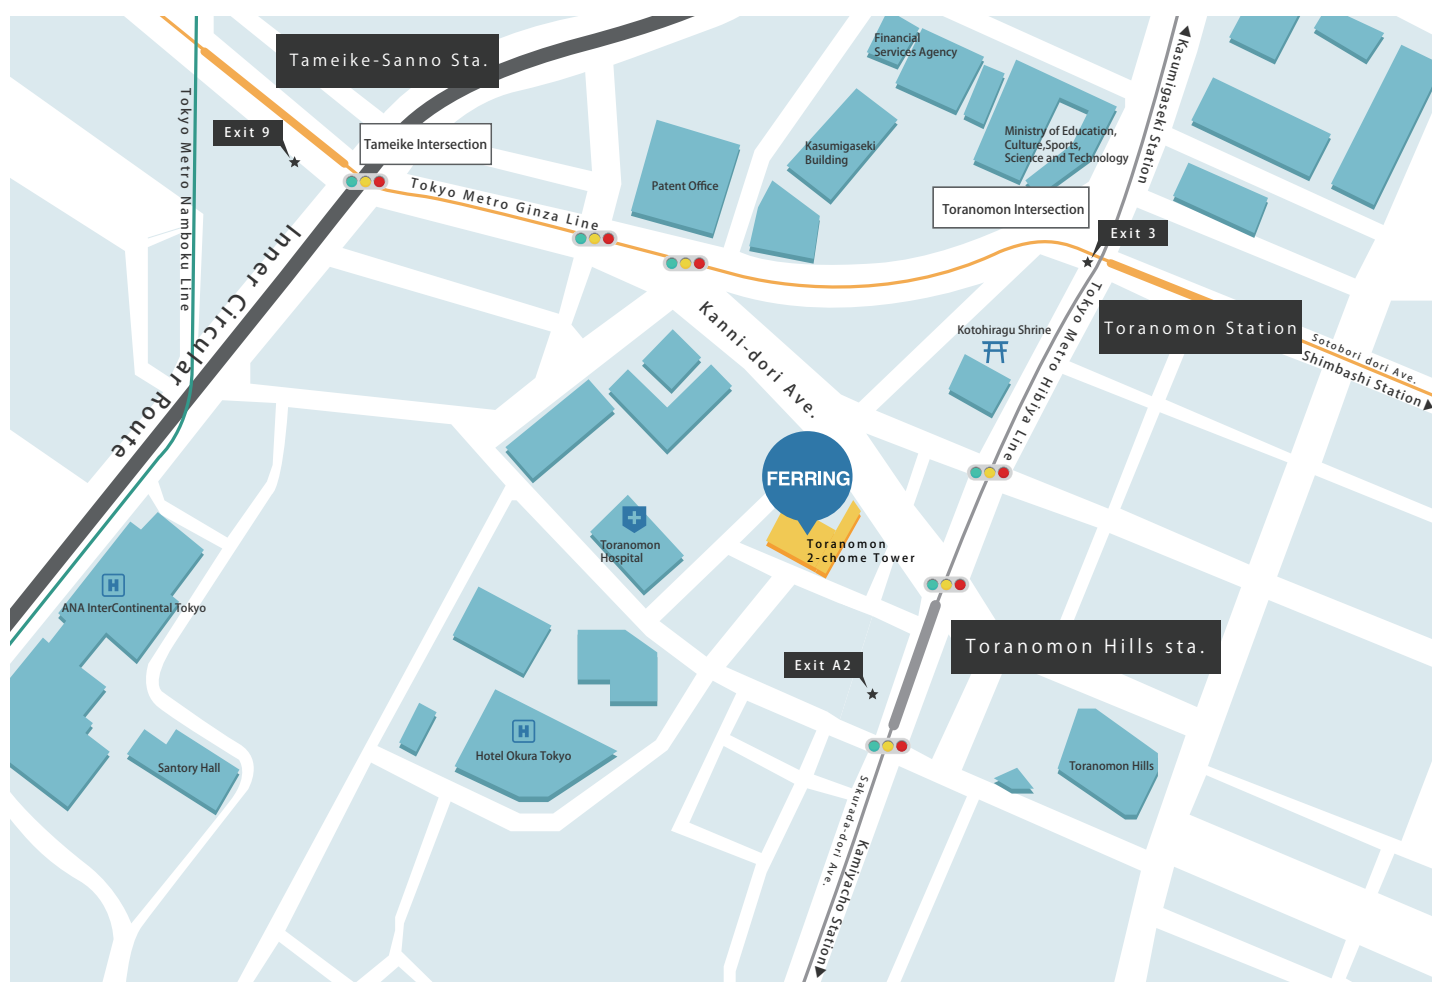 Financial
Services Agency
Tameike-Sanno Sta.
Kasumigaseki Station
Exit 9
Tameike Intersection
Tokyo Metro Namboku Line
Tokyo Metro Ginza Line
Patent Office
Kasumigaseki
Building
Ministry of Education,
Culture,Sports,
Science and Technology
Toranomon Intersection
Exit 3
Inner Circular Route
Kanni-dori Ave.
Kotohiragu Shrine
Tokyo Metro Hibiya Line
Toranomon Station
Sotobori dori Ave.
Shimbashi Station
FERRING
Toranomon
2-chome Tower
Toranomon
Hospital
H
ANA InterContinental Tokyo
Toranomon Hills sta.
Exit A2
H
Hotel Okura Tokyo
Santory Hall
Toranomon Hills
Sakurada-dori Ave.
Kamiyacho Station